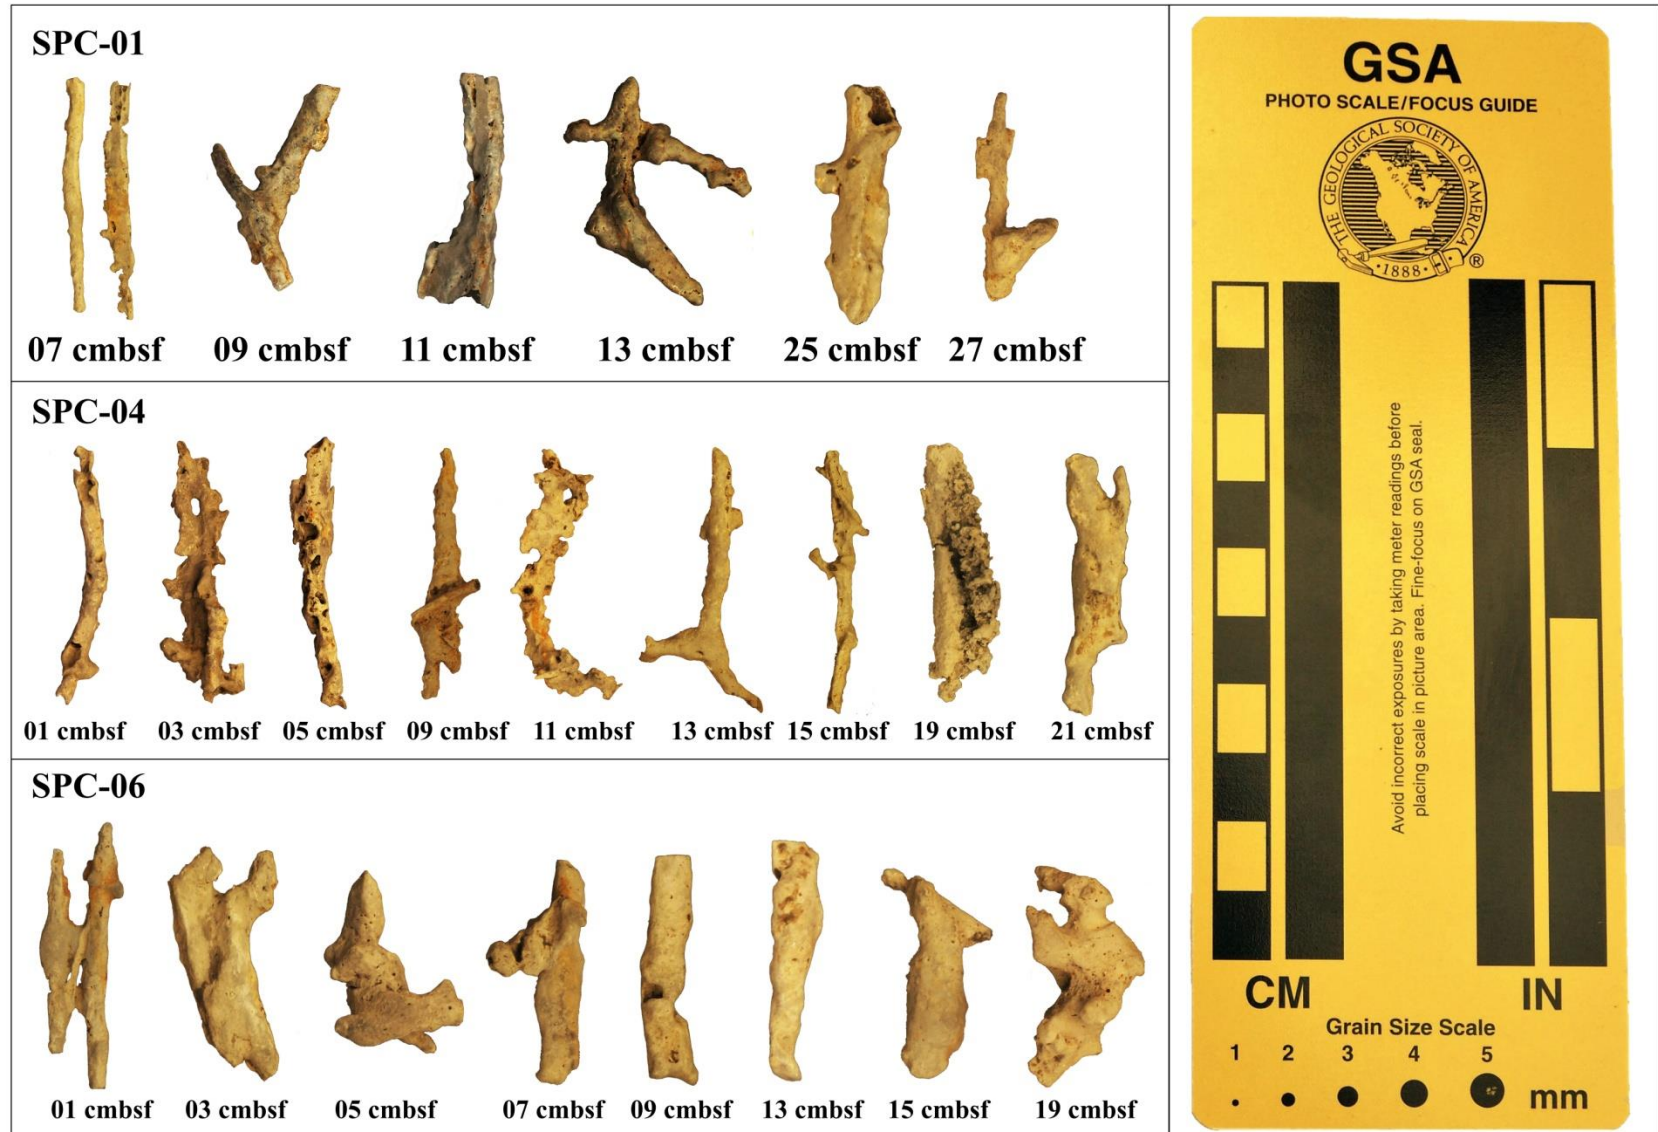 SPC-01
07 cmbsf 09 cmbsf 11 cmbsf 13 cmbsf 25 cmbsf 27 cmbsf
SPC-04
01 cmbsf 03 cmbsf 05 cmbsf 09 cmbsf 11 cmbsf 13 cmbsf 15 cmbsf 19 cmbsf 21 cmbsf
SPC-06
01 cmbsf 03 cmbsf 05 cmbsf 07 cmbsf 09 cmbsf 13 cmbsf 15 cmbsf 19 cmbsf
GSA
PHOTO SCALE/FOCUS GUIDE
THE GEOLOGICAL SOCIETY OF AMERICA
·1888·
®
Avoid incorrect exposures by taking meter readings before
placing scale in picture area. Fine-focus on GSA seal.
CM IN
Grain Size Scale
1 2 3 4 5
mm